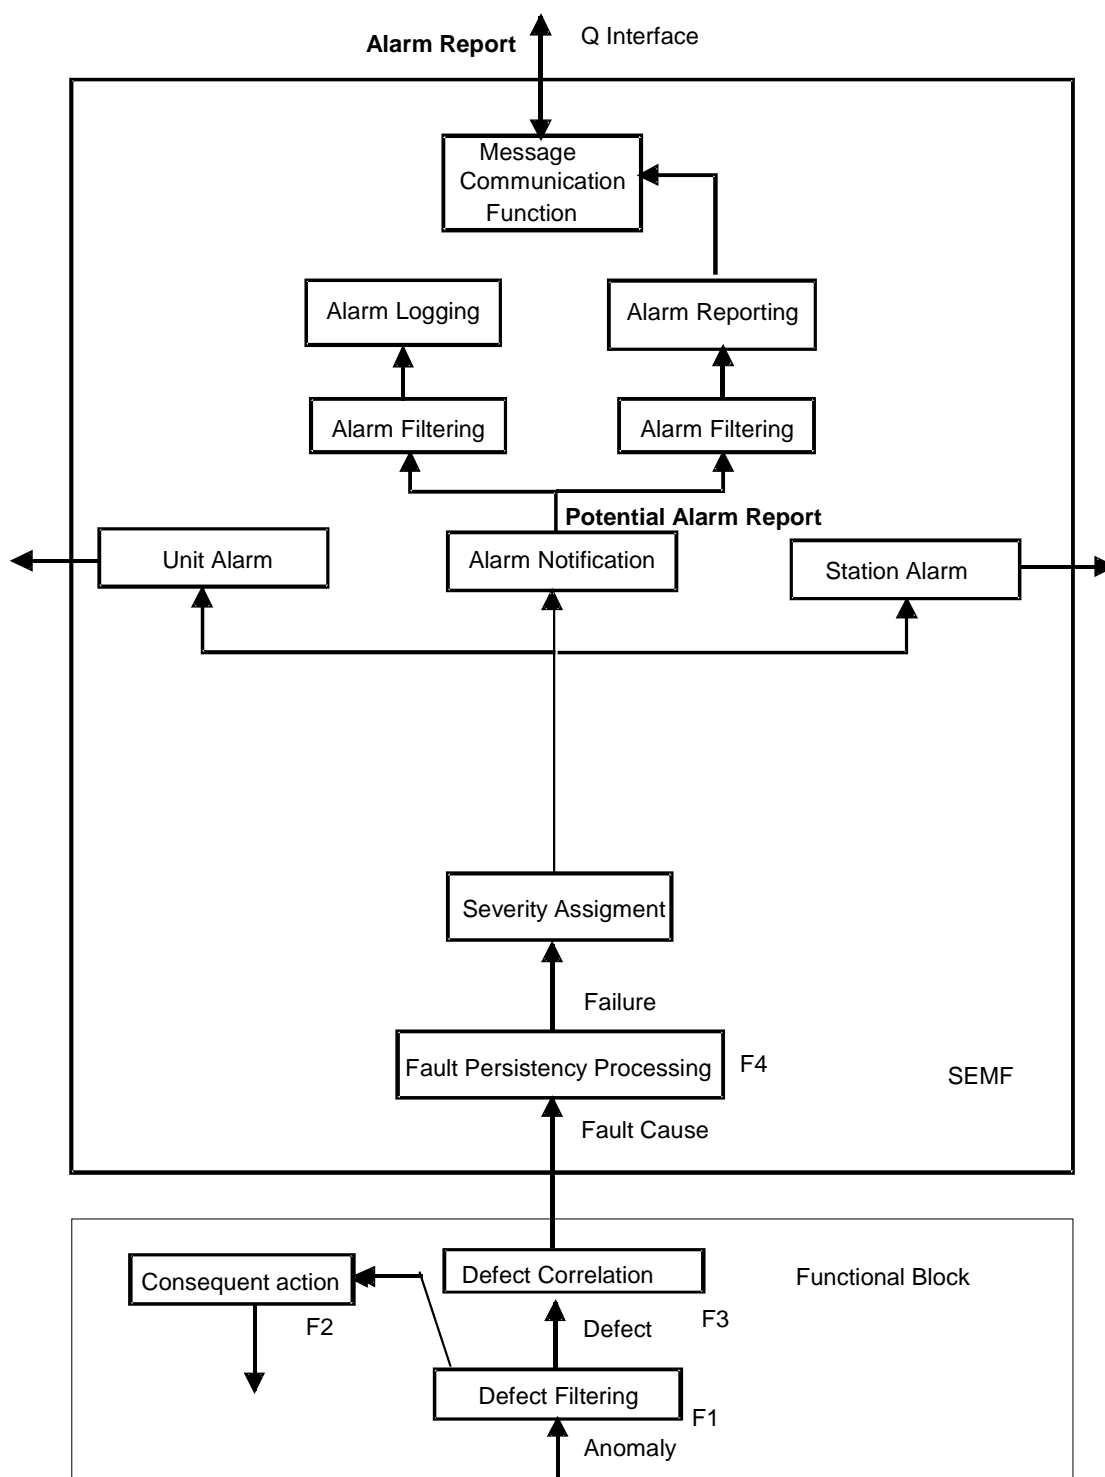 Alarm Report
Q Interface
Message
Communication
Function
Alarm Logging
Alarm Reporting
Alarm Filtering
Alarm Filtering
Potential Alarm Report
Unit Alarm
Alarm Notification
Station Alarm
Severity Assigment
Failure
Fault Persistency Processing
F4
SEMF
Fault Cause
Consequent action
Defect Correlation
Functional Block
F2
Defect
F3
Defect Filtering
F1
Anomaly